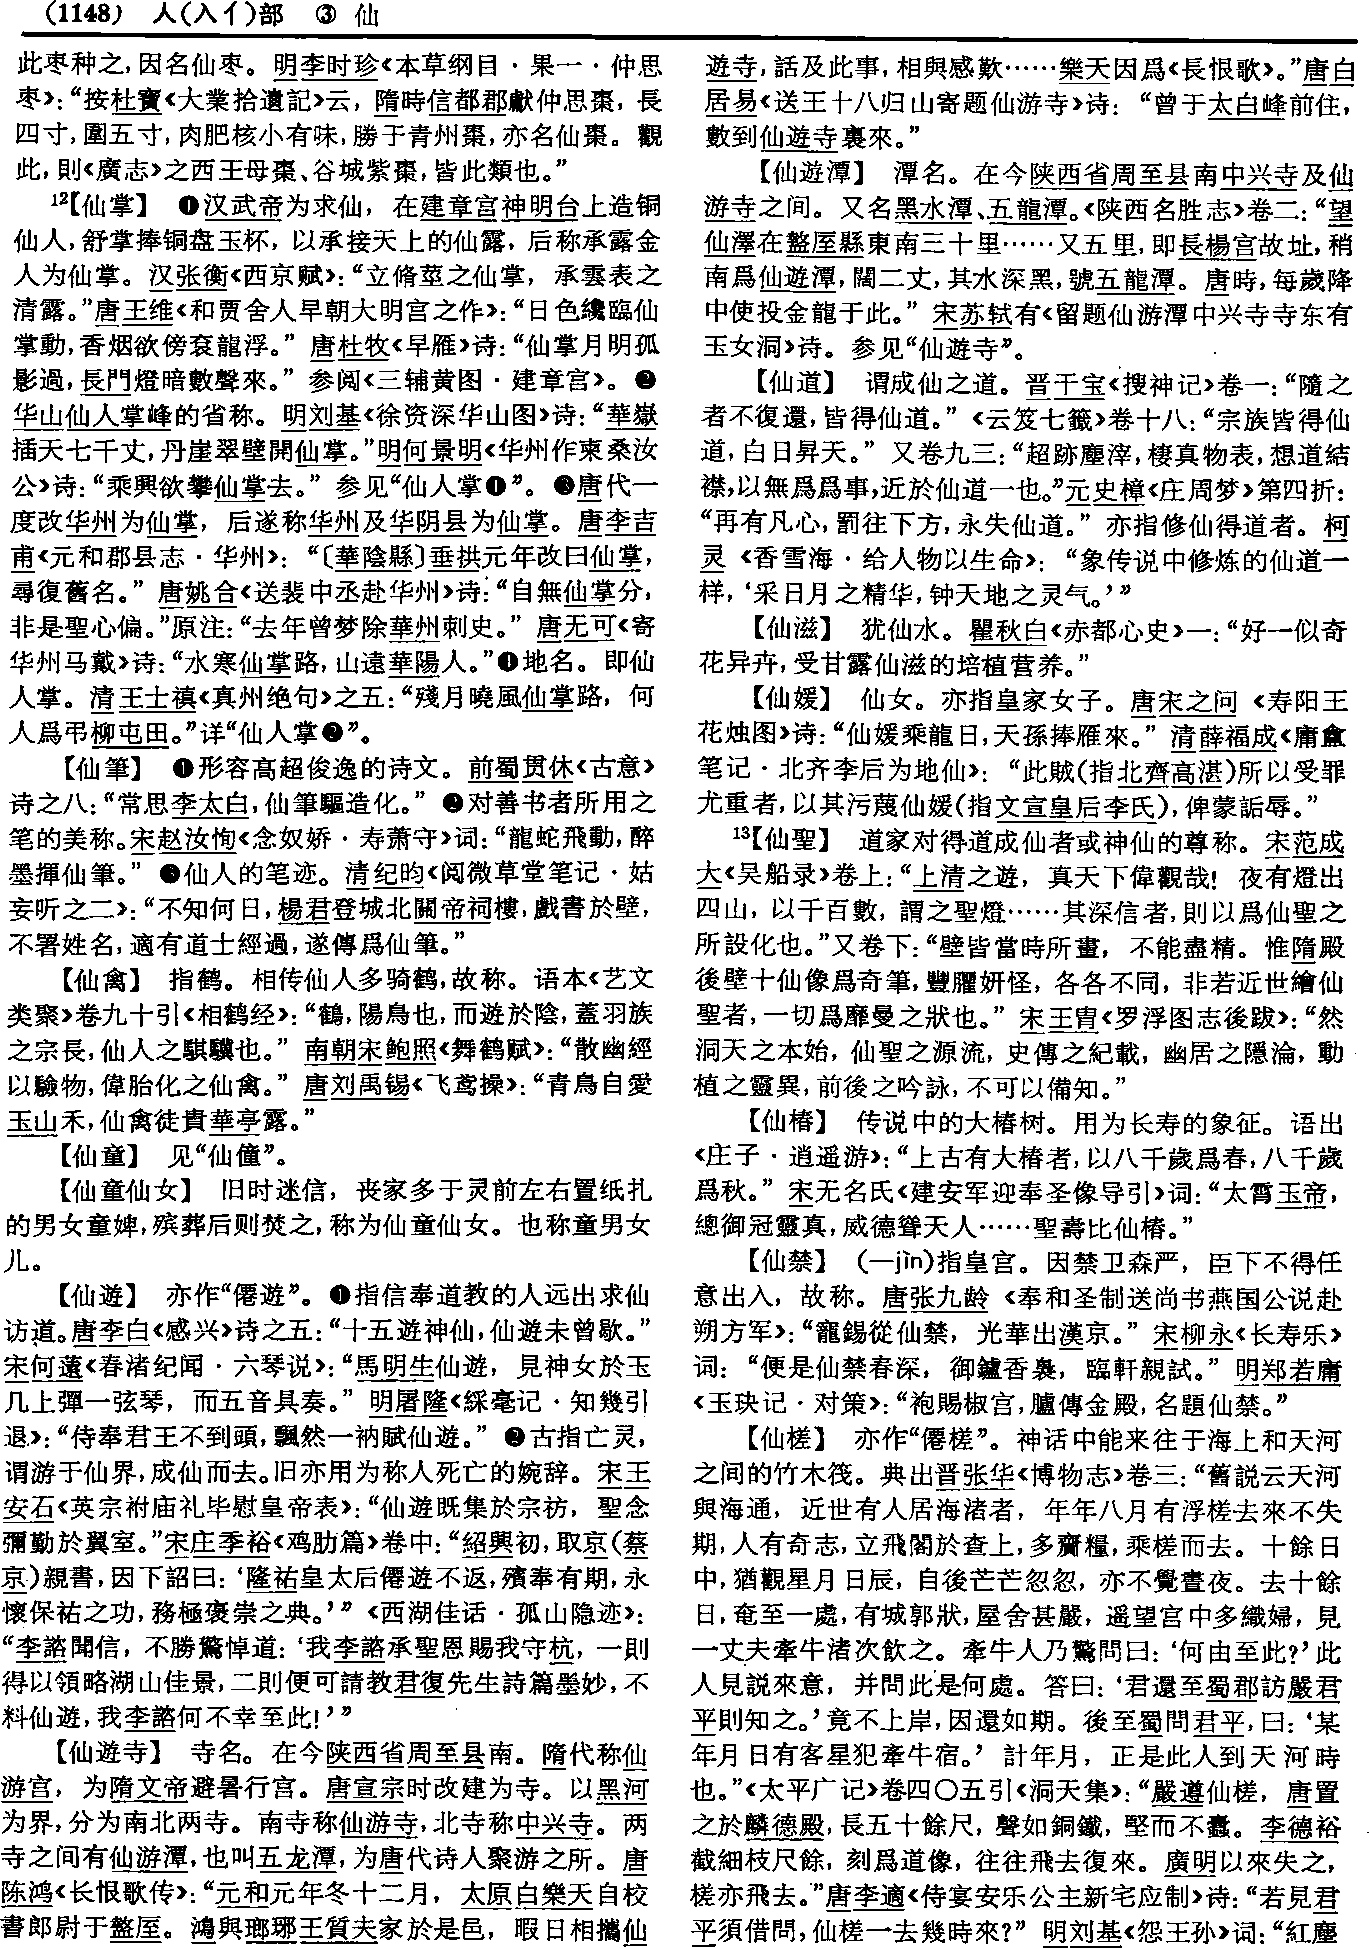 (1148) 人(入亻)部 ③ 仙
此枣种之,因名仙枣。明李时珍《本草纲目·果一·仲思
枣》:“按杜寶《大業拾遺記》云,隋時信都郡獻仲思棗,長
四寸,圍五寸,肉肥核小有味,勝于青州棗,亦名仙棗。觀
此,則《廣志》之西王母棗、谷城紫棗,皆此類也。”
12【仙掌】 ❶汉武帝为求仙,在建章宫神明台上造铜
仙人,舒掌捧铜盘玉杯,以承接天上的仙露,后称承露金
人为仙掌。汉张衡《西京赋》:“立脩莖之仙掌,承雲表之
清露。”唐王维《和贾舍人早朝大明宫之作》:“日色纔臨仙
掌動,香烟欲傍衮龍浮。”唐杜牧《早雁》诗:“仙掌月明孤
影過,長門燈暗數聲來。”参阅《三辅黄图·建章宫》。❷
华山仙人掌峰的省称。明刘基《徐资深华山图》诗:“華嶽
插天七千丈,丹崖翠壁開仙掌。”明何景明《华州作柬桑汝
公》诗:“乘興欲攀仙掌去。”参见“仙人掌❶”。❸唐代一
度改华州为仙掌,后遂称华州及华阴县为仙掌。唐李吉
甫《元和郡县志·华州》:“〔華陰縣〕垂拱元年改曰仙掌,
尋復舊名。”唐姚合《送裴中丞赴华州》诗:“自無仙掌分,
非是聖心偏。”原注:“去年曾梦除華州刺史。”唐无可《寄
华州马戴》诗:“水寒仙掌路,山遠華陽人。”❹地名。即仙
人掌。清王士禛《真州绝句》之五:“殘月曉風仙掌路,何
人爲弔柳屯田。”详“仙人掌❷”。
【仙筆】 ❶形容高超俊逸的诗文。前蜀贯休《古意》
诗之八:“常思李太白,仙筆驅造化。”❷对善书者所用之
笔的美称。宋赵汝恂《念奴娇·寿萧守》词:“龍蛇飛動,醉
墨揮仙筆。”❸仙人的笔迹。清纪昀《阅微草堂笔记·姑
妄听之二》:“不知何日,楊君登城北關帝祠樓,戲書於壁,
不署姓名,適有道士經過,遂傳爲仙筆。”
【仙禽】 指鹤。相传仙人多骑鹤,故称。语本《艺文
类聚》卷九十引《相鹤经》:“鶴,陽鳥也,而遊於陰,蓋羽族
之宗長,仙人之騏驥也。”南朝宋鲍照《舞鹤赋》:“散幽經
以驗物,偉胎化之仙禽。”唐刘禹锡《飞鸢操》:“青鳥自愛
玉山禾,仙禽徒貴華亭露。”
【仙童】 见“仙僮”。
【仙童仙女】 旧时迷信,丧家多于灵前左右置纸扎
的男女童婢,殡葬后则焚之,称为仙童仙女。也称童男女
儿。
【仙遊】 亦作“僊遊”。❶指信奉道教的人远出求仙
访道。唐李白《感兴》诗之五:“十五遊神仙,仙遊未曾歇。”
宋何薳《春渚纪闻·六琴说》:“馬明生仙遊,見神女於玉
几上彈一弦琴,而五音具奏。”明屠隆《綵毫记·知幾引
退》:“侍奉君王不到頭,飄然一衲賦仙遊。”❷古指亡灵,
谓游于仙界,成仙而去。旧亦用为称人死亡的婉辞。宋王
安石《英宗祔庙礼毕慰皇帝表》:“仙遊既集於宗祊,聖念
彌勤於翼室。”宋庄季裕《鸡肋篇》卷中:“紹興初,取京(蔡
京)親書,因下詔曰:‘隆祐皇太后僊遊不返,殯奉有期,永
懷保祐之功,務極褒崇之典。’”《西湖佳话·孤山隐迹》:
“李諮聞信,不勝驚悼道:‘我李諮承聖恩賜我守杭,一則
得以領略湖山佳景,二則便可請教君復先生詩篇墨妙,不
料仙遊,我李諮何不幸至此!’”
【仙遊寺】 寺名。在今陕西省周至县南。隋代称仙
游宫,为隋文帝避暑行宫。唐宣宗时改建为寺。以黑河
为界,分为南北两寺。南寺称仙游寺,北寺称中兴寺。两
寺之间有仙游潭,也叫五龙潭,为唐代诗人聚游之所。唐
陈鸿《长恨歌传》:“元和元年冬十二月,太原白樂天自校
書郎尉于盩厔。鴻與瑯琊王質夫家於是邑,暇日相攜仙
遊寺,話及此事,相與感歎……樂天因爲《長恨歌》。”唐白
居易《送王十八归山寄题仙游寺》诗:“曾于太白峰前住,
數到仙遊寺裏來。”
【仙遊潭】 潭名。在今陕西省周至县南中兴寺及仙
游寺之间。又名黑水潭、五龍潭。《陕西名胜志》卷二:“望
仙澤在盩厔縣東南三十里……又五里,即長楊宫故址,稍
南爲仙遊潭,闊二丈,其水深黑,號五龍潭。唐時,每歲降
中使投金龍于此。”宋苏轼有《留题仙游潭中兴寺寺东有
玉女洞》诗。参见“仙遊寺”。
【仙道】 谓成仙之道。晋干宝《搜神记》卷一:“隨之
者不復還,皆得仙道。”《云笈七籖》卷十八:“宗族皆得仙
道,白日昇天。”又卷九三:“超跡塵滓,棲真物表,想道結
襟,以無爲爲事,近於仙道一也。”元史樟《庄周梦》第四折:
“再有凡心,罰往下方,永失仙道。”亦指修仙得道者。柯
灵《香雪海·给人物以生命》:“象传说中修炼的仙道一
样,‘采日月之精华,钟天地之灵气。’”
【仙滋】 犹仙水。瞿秋白《赤都心史》一:“好一似奇
花异卉,受甘露仙滋的培植营养。”
【仙媛】 仙女。亦指皇家女子。唐宋之问《寿阳王
花烛图》诗:“仙媛乘龍日,天孫捧雁來。”清薛福成《庸盦
笔记·北齐李后为地仙》:“此賊(指北齊高湛)所以受罪
尤重者,以其污蔑仙媛(指文宣皇后李氏),俾蒙詬辱。”
13【仙聖】 道家对得道成仙者或神仙的尊称。宋范成
大《吴船录》卷上:“上清之遊,真天下偉觀哉!夜有燈出
四山,以千百數,謂之聖燈……其深信者,則以爲仙聖之
所設化也。”又卷下:“壁皆當時所畫,不能盡精。惟隋殿
後壁十仙像爲奇筆,豐臞妍怪,各各不同,非若近世繪仙
聖者,一切爲靡曼之狀也。”宋王胄《罗浮图志後跋》:“然
洞天之本始,仙聖之源流,史傳之紀載,幽居之隱淪,動
植之靈異,前後之吟詠,不可以備知。”
【仙椿】 传说中的大椿树。用为长寿的象征。语出
《庄子·逍遥游》:“上古有大椿者,以八千歲爲春,八千歲
爲秋。”宋无名氏《建安军迎奉圣像导引》词:“太霄玉帝,
總御冠靈真,威德聳天人……聖壽比仙椿。”
【仙禁】 (—jìn)指皇宫。因禁卫森严,臣下不得任
意出入,故称。唐张九龄《奉和圣制送尚书燕国公说赴
朔方军》:“寵錫從仙禁,光華出漢京。”宋柳永《长寿乐》
词:“便是仙禁春深,御鑪香裊,臨軒親試。”明郑若庸
《玉玦记·对策》:“袍賜椒宫,臚傳金殿,名題仙禁。”
【仙槎】 亦作“僊槎”。神话中能来往于海上和天河
之间的竹木筏。典出晋张华《博物志》卷三:“舊説云天河
與海通,近世有人居海渚者,年年八月有浮槎去來不失
期,人有奇志,立飛閣於查上,多齎糧,乘槎而去。十餘日
中,猶觀星月日辰,自後芒芒忽忽,亦不覺晝夜。去十餘
日,奄至一處,有城郭狀,屋舍甚嚴,遥望宫中多織婦,見
一丈夫牽牛渚次飲之。牽牛人乃驚問曰:‘何由至此?’此
人見説來意,并問此是何處。答曰:‘君還至蜀郡訪嚴君
平則知之。’竟不上岸,因還如期。後至蜀問君平,曰:‘某
年月日有客星犯牽牛宿。’計年月,正是此人到天河時
也。”《太平广记》卷四〇五引《洞天集》:“嚴遵仙槎,唐置
之於麟德殿,長五十餘尺,聲如銅鐵,堅而不蠹。李德裕
截細枝尺餘,刻爲道像,往往飛去復來。廣明以來失之,
槎亦飛去。”唐李適《侍宴安乐公主新宅应制》诗:“若見君
平須借問,仙槎一去幾時來?”明刘基《怨王孙》词:“紅塵